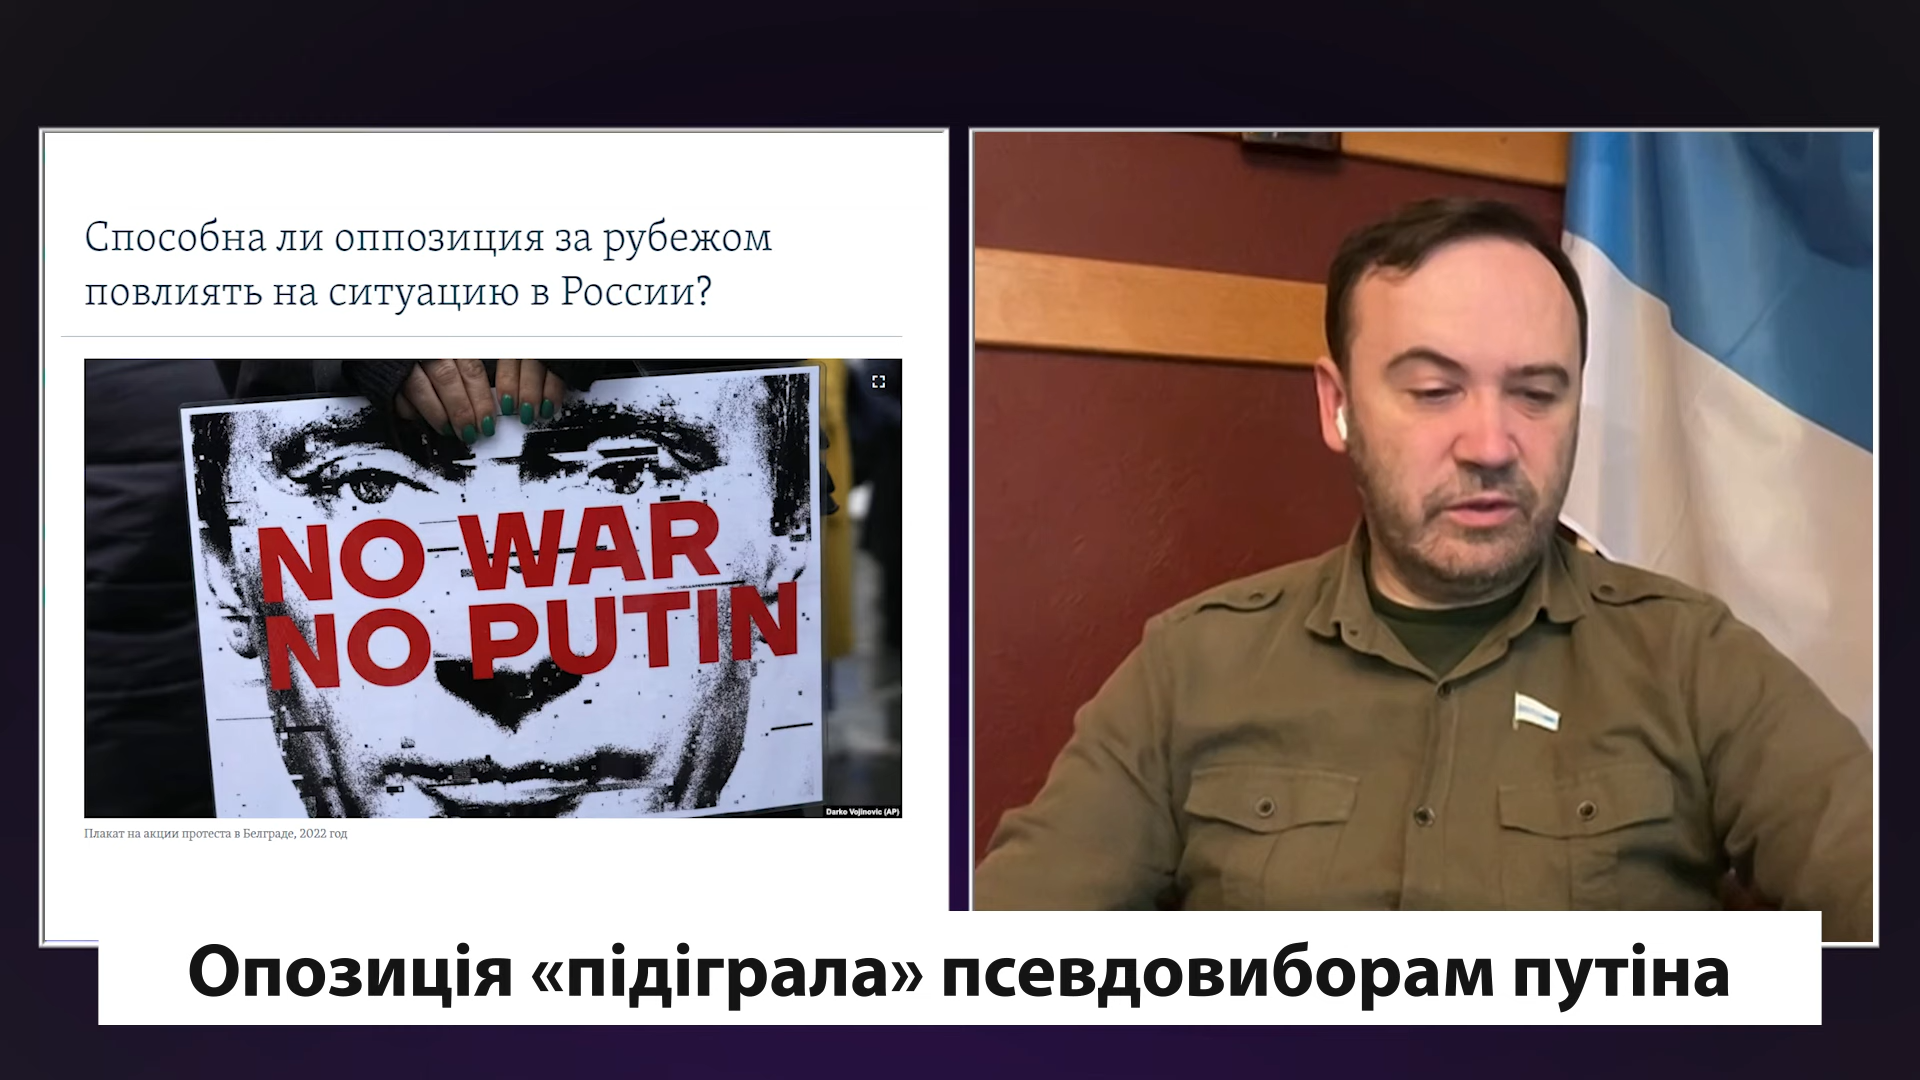 Способна ли оппозиция за рубежом
повлиять на ситуацию в России?
NO WAR
NO PUTIN
Darko Vojinovic (AP)
Плакат на акции протеста в Белграде, 2022 год
Опозиція «підіграла» псевдовиборам путіна